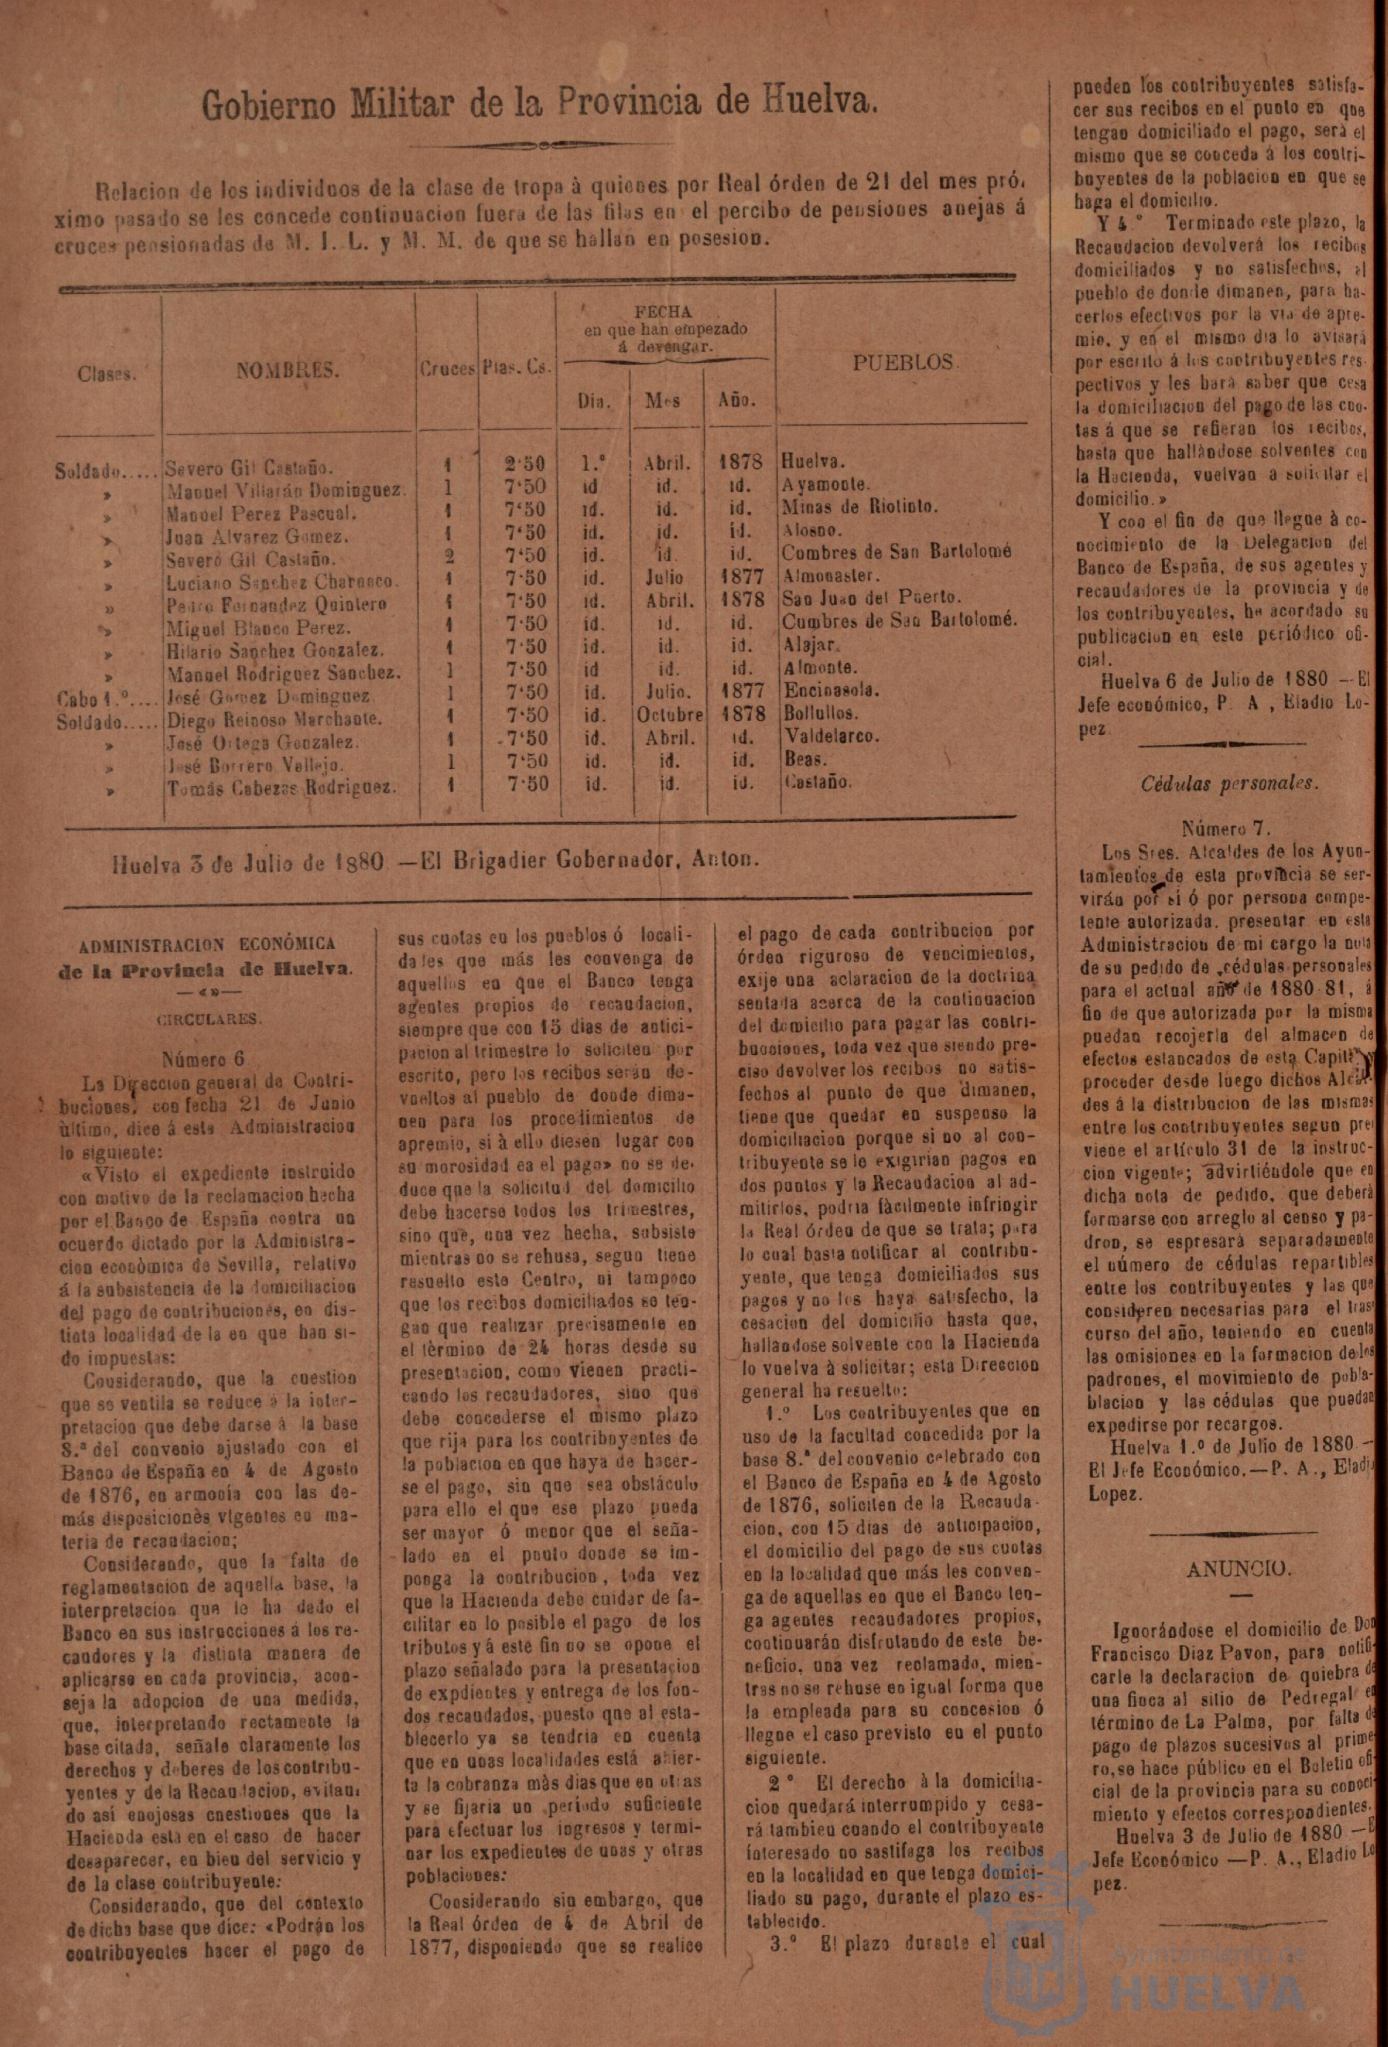 Gobierno Militar de la Provincia de Huelva.
Relacion de los individuos de la clase de tropa à quienes por Real órden de 21 del mes pró-
ximo pasado se les concede continuacion fuera de las filas en el percibo de pensiones anejas á
cruces pensionadas de M. I. L. y M. M. de que se hallan en posesion.
Clases. NOMBRES. Cruces Ptas. Cs. FECHA en que han empezado á devengar. PUEBLOS.
Dia. Mes Año.
Soldado..... Severo Gil Castaño. 1 2'50 1.º Abril. 1878 Huelva.
» Manuel Villarán Dominguez. 1 7'50 id id. id. Ayamonte.
» Manuel Perez Pascual. 1 7'50 id. id. id. Minas de Riotinto.
» Juan Alvarez Gomez. 1 7'50 id. id. id. Alosno.
» Severo Gil Castaño. 2 7'50 id. id. id. Combres de San Bartolomé
» Luciano Sanchez Charneco. 1 7'50 id. Julio 1877 Almonaster.
» Pedro Fernandez Quintero 1 7'50 id. Abril. 1878 San Juan del Puerto.
» Miguel Blanco Perez. 1 7'50 id. id. id. Cumbres de San Bartolomé.
» Hilario Sanchez Gonzalez. 1 7'50 id. id. id. Alajar.
» Manuel Rodriguez Sanchez. 1 7'50 id id. id. Almonte.
Cabo 1.º.... José Gomez Dominguez 1 7'50 id. Julio. 1877 Encinasola.
Soldado..... Diego Reinoso Marchante. 1 7'50 id. Octubre 1878 Bollullos.
» José Ortega Gonzalez. 1 7'50 id. Abril. id. Valdelarco.
» José Borrero Vallejo. 1 7'50 id. id. id. Beas.
» Tomás Cabezas Rodriguez. 1 7'50 id. id. id. Castaño.
Huelva 3 de Julio de 1880 —El Brigadier Gobernador, Anton.
ADMINISTRACION ECONÓMICA
de la Provincia de Huelva.
—«»—
CIRCULARES.
Número 6
La Direccion general de Contri-
buciones, con fecha 21 de Junio
ùltimo, dice á esta Administracion
lo siguiente:
«Visto el expediente instruido
con motivo de la reclamacion hecha
por el Banco de España contra un
acuerdo dictado por la Administra-
cion económica de Sevilla, relativo
á la subsistencia de la domiciliacion
del pago de contribuciones, en dis-
tinta localidad de la en que han si-
do impuestas:
Considerando, que la cuestion
que se ventila se reduce á la inter-
pretacion que debe darse á la base
8.ª del convenio ajustado con el
Banco de España en 4 de Agosto
de 1876, en armonía con las de-
más disposiciones vigentes en ma-
teria de recaudacion;
Considerando, que la falta de
reglamentacion de aquella base, la
interpretacion que le ha dado el
Banco en sus instrucciones á los re-
caudores y la distinta manera de
aplicarse en cada provincia, acon-
seja la adopcion de una medida,
que, interpretando rectamente la
base citada, señale claramente los
derechos y deberes de los contribu-
yentes y de la Recaudacion, evitan-
do así enojosas cuestiones que la
Hacienda está en el caso de hacer
desaparecer, en bien del servicio y
de la clase contribuyente:
Considerando, que del contexto
de dicha base que dice: «Podrán los
contribuyentes hacer el pago de
sus cuotas en los pueblos ó locali-
dades que más les convenga de
aquellos en que el Banco tenga
agentes propios de recaudacion,
siempre que con 15 dias de antici-
pacion al trimestre lo soliciten por
escrito, pero los recibos serán de-
vueltos al pueblo de donde dima-
nen para los procedimientos de
apremio, si à ello diesen lugar con
su morosidad en el pago» no se de-
duce que la solicitud del domicilio
debe hacerse todos los trimestres,
sino que, una vez hecha, subsiste
mientras no se rehusa, segun tiene
resuelto este Centro, ni tampoco
que los recibos domiciliados se ten-
gan que realizar precisamente en
el tèrmino de 24 horas desde su
presentacion, como vienen practi-
cando los recaudadores, sino que
debe concederse el mismo plazo
que rija para los contribuyentes de
la poblacion en que haya de hacer-
se el pago, sin que sea obstáculo
para ello el que ese plazo pueda
ser mayor ó menor que el seña-
lado en el punto donde se im-
ponga la contribucion, toda vez
que la Hacienda debe cuidar de fa-
cilitar en lo posible el pago de los
tributos y á este fin no se opone el
plazo señalado para la presentacion
de expdientes y entrega de los fon-
dos recaudados, puesto que al esta-
blecerlo ya se tendria en cuenta
que en unas localidades está abier-
ta la cobranza màs dias que en otras
y se fijaria un período suficiente
para efectuar los ingresos y termi-
nar los expedientes de unas y otras
poblaciones:
Considerando sin embargo, que
la Real órden de 4 de Abril de
1877, disponiendo que se realice
el pago de cada contribucion por
órden riguroso de vencimientos,
exije una aclaracion de la doctrina
sentada acerca de la continuacion
del domicilio para pagar las contri-
bucciones, toda vez que siendo pre-
ciso devolver los recibos no satis-
fechos al punto de que dimanen,
tiene que quedar en suspenso la
domiciliacion porque si no al con-
tribuyente se le exigirian pagos en
dos puntos y la Recaudacion al ad-
mitirlos, podria fàcilmente infringir
la Real órden de que se trata; para
lo cual basta notificar al contribu-
yente, que tenga domiciliados sus
pagos y no los haya satisfecho, la
cesacion del domicilio hasta que,
hallandose solvente con la Hacienda
lo vuelva à solicitar; esta Direccion
general ha resuelto:
1.º Los contribuyentes que en
uso de la facultad concedida por la
base 8.ª del convenio celebrado con
el Banco de España en 4 de Agosto
de 1876, soliciten de la Recauda-
cion, con 15 dias de anticipacion,
el domicilio del pago de sus cuotas
en la localidad que más les conven-
ga de aquellas en que el Banco ten-
ga agentes recaudadores propios,
continuarán disfrutando de este be-
neficio, una vez reclamado, mien-
tras no se rehuse en igual forma que
la empleada para su concesion ó
llegue el caso previsto en el punto
siguiente.
2º El derecho à la domicilia-
cion quedará interrumpido y cesa-
rá tambien cuando el contribuyente
interesado no sastifaga los recibos
en la localidad en que tenga domici-
liado su pago, durante el plazo es-
tablecido.
3.º El plazo durante el cual
pueden los contribuyentes satisfa-
cer sus recibos en el punto en que
tengan domiciliado el pago, serà el
mismo que se conceda á los contri-
buyentes de la poblacion en que se
haga el domicilio.
Y 4.º Terminado este plazo, la
Recaudacion devolverá los recibos
domiciliados y no satisfechos, al
pueblo de donde dimanen, para ha-
cerlos efectivos por la via de apre-
mio, y en el mismo dia lo avisará
por escrito á los contribuyentes res-
pectivos y les hará saber que cesa
la domiciliacion del pago de las cuo-
tas á que se refieran los recibos,
hasta que hallàndose solventes con
la Hacienda, vuelvan a solicitar el
domicilio.»
Y con el fin de que llegue à co-
nocimiento de la Delegacion del
Banco de España, de sus agentes y
recaudadores de la provincia y de
los contribuyentes, he acordado su
publicacion en este periódico ofi-
cial.
Huelva 6 de Julio de 1880 —El
Jefe económico, P. A , Eladio Lo-
pez
Cédulas personales.
Número 7.
Los Sres. Alcaldes de los Ayun-
tamientos de esta provincia se ser-
virán por sí ó por persona compe-
tente autorizada. presentar en esta
Administracion de mi cargo la nota
de su pedido de cédulas personales
para el actual año de 1880-81, á
fin de que autorizada por la misma
puedan recojerla del almacen de
efectos estancados de esta Capital y
proceder desde luego dichos Alcal-
des á la distribucion de las mismas
entre los contribuyentes segun pre-
viene el artículo 31 de la instruc-
cion vigente; advirtiéndole que en
dicha nota de pedido, que deberà
formarse con arreglo al censo y pa-
dron, se espresará separadamente
el número de cédulas repartibles
entre los contribuyentes y las que
consideren necesarias para el tras-
curso del año, teniendo en cuenta
las omisiones en la formacion de los
padrones, el movimiento de pobla-
blacion y las cédulas que puedan
expedirse por recargos.
Huelva 1.º de Julio de 1880 —
El Jefe Económico.—P. A., Eladio
Lopez.
ANUNCIO.
Ignorándose el domicilio de Don
Francisco Diaz Pavon, para notifi-
carle la declaracion de quiebra de
una finca al sitio de Pedregal en
término de La Palma, por falta de
pago de plazos sucesivos al prime-
ro, se hace público en el Boletin ofi-
cial de la provincia para su conoci-
miento y efectos correspondientes.
Huelva 3 de Julio de 1880 —E
Jefe Económico —P. A., Eladio Lo-
pez.
Ayuntamiento de
HUELVA